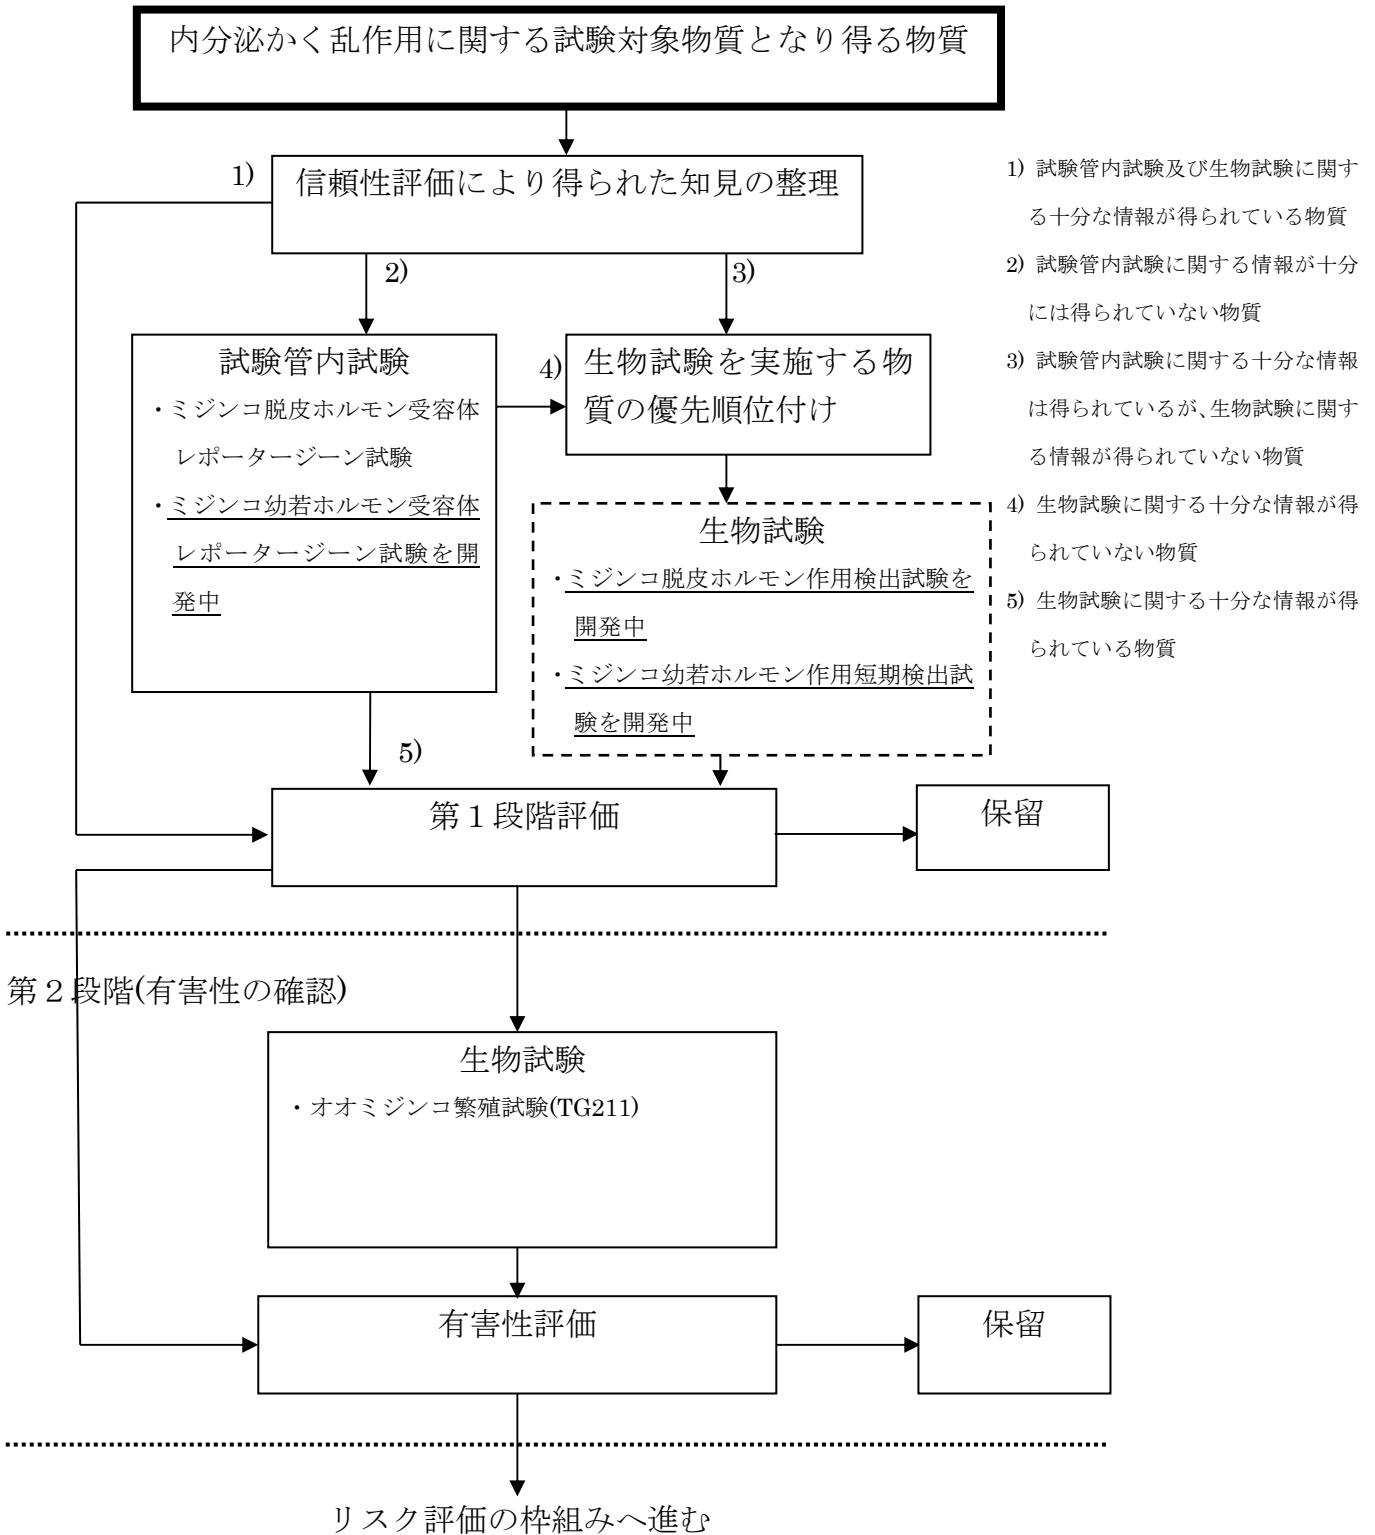 内分泌かく乱作用に関する試験対象物質となり得る物質
1)
信頼性評価により得られた知見の整理
2)
3)
試験管内試験
・ミジンコ脱皮ホルモン受容体
レポータージーン試験
・ミジンコ幼若ホルモン受容体
レポータージーン試験を開
発中
4)
生物試験を実施する物
質の優先順位付け
生物試験
・ミジンコ脱皮ホルモン作用検出試験を
開発中
・ミジンコ幼若ホルモン作用短期検出試
験を開発中
1) 試験管内試験及び生物試験に関す
る十分な情報が得られている物質
2) 試験管内試験に関する情報が十分
には得られていない物質
3) 試験管内試験に関する十分な情報
は得られているが、生物試験に関す
る情報が得られていない物質
4) 生物試験に関する十分な情報が得
られていない物質
5) 生物試験に関する十分な情報が得
られている物質
5)
第１段階評価
保留
第２段階(有害性の確認)
生物試験
・オオミジンコ繁殖試験(TG211)
有害性評価
保留
リスク評価の枠組みへ進む